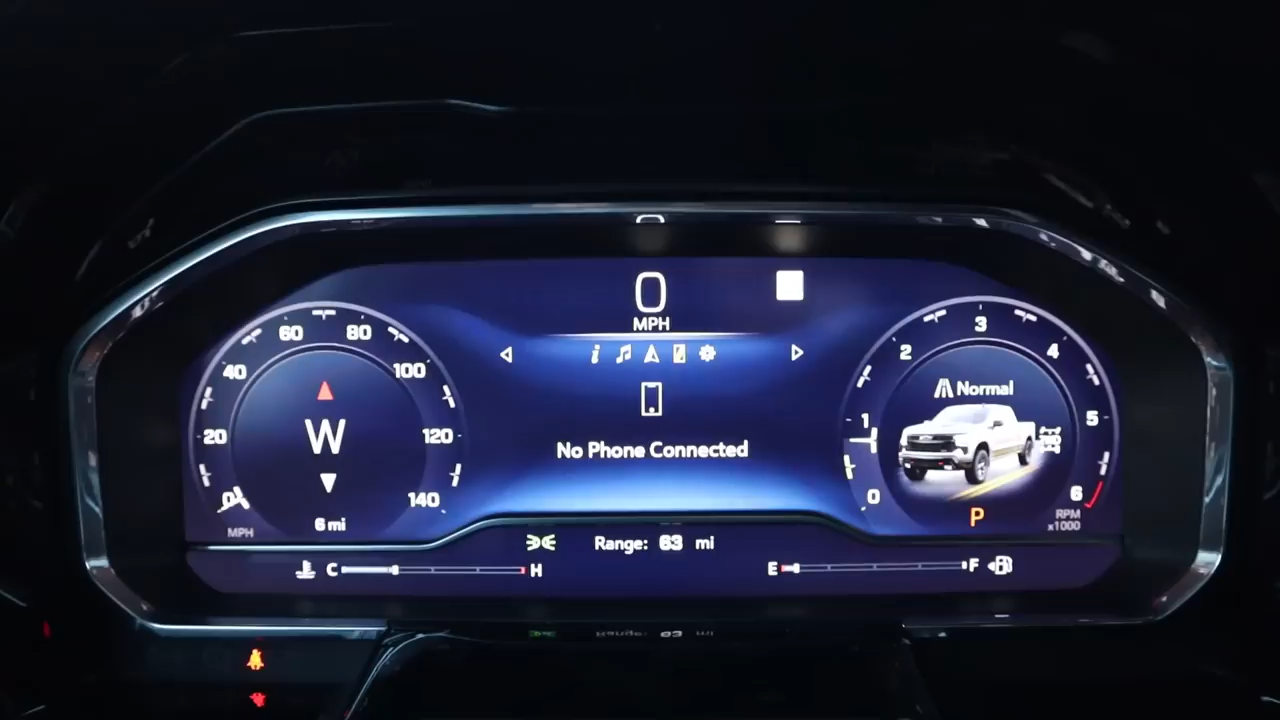 0
MPH
60 80
40 100
20 120
0 140
MPH
W
6 mi
No Phone Connected
3
2 4
1 5
0 6
Normal
P
RPM
x1000
Range: 63 mi
C H
E F